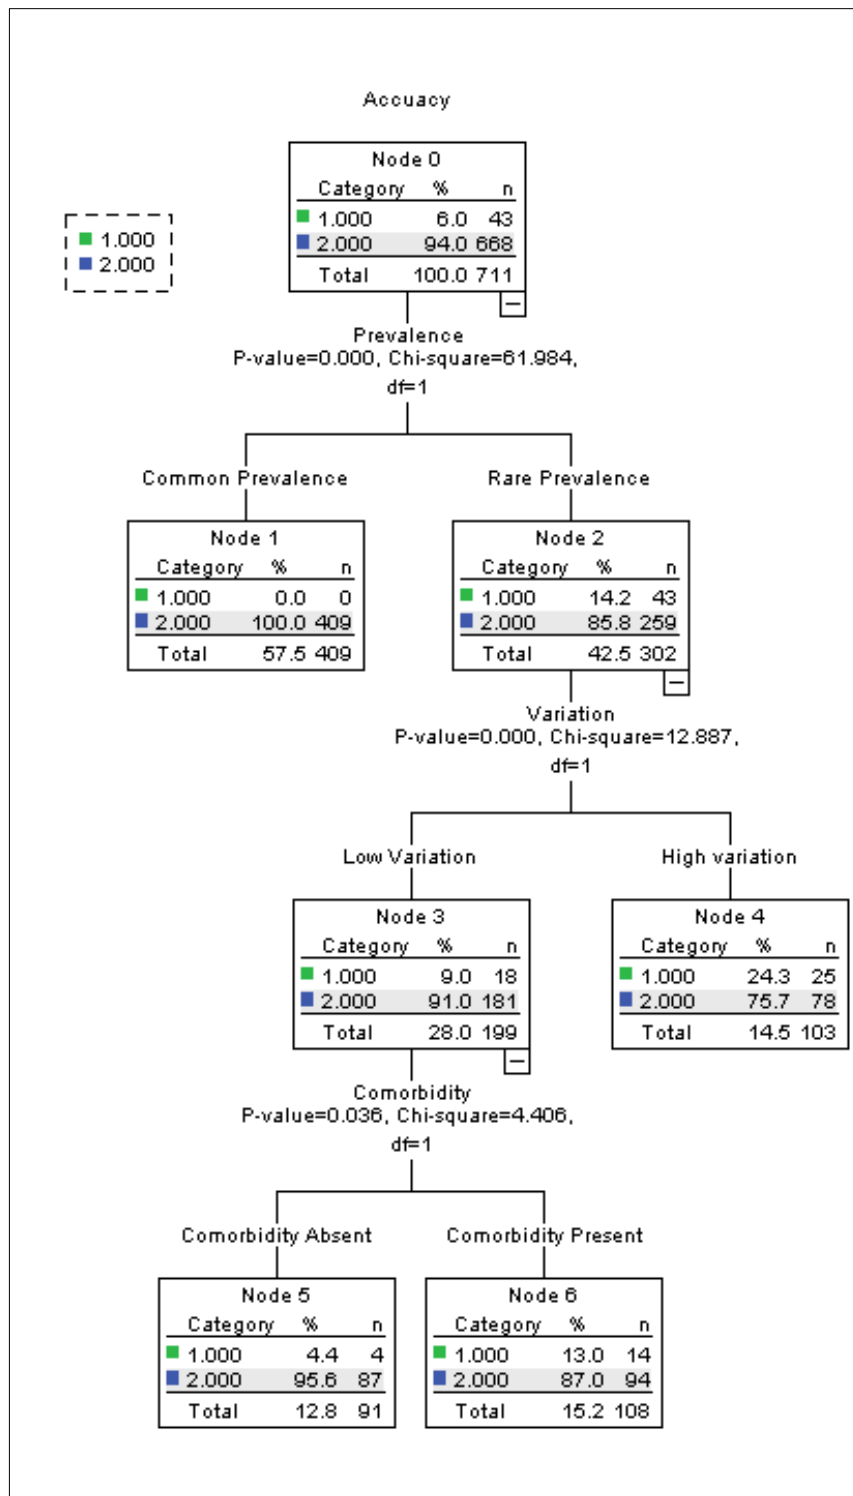 Accuacy
Node 0
Category % n
1.000 6.0 43
2.000 94.0 668
Total 100.0 711
1.000
2.000
Prevalence
P-value=0.000, Chi-square=61.984,
df=1
Common Prevalence
Rare Prevalence
Node 1
Category % n
1.000 0.0 0
2.000 100.0 409
Total 57.5 409
Node 2
Category % n
1.000 14.2 43
2.000 85.8 259
Total 42.5 302
Variation
P-value=0.000, Chi-square=12.887,
df=1
Low Variation
High variation
Node 3
Category % n
1.000 9.0 18
2.000 91.0 181
Total 28.0 199
Node 4
Category % n
1.000 24.3 25
2.000 75.7 78
Total 14.5 103
Comorbidity
P-value=0.036, Chi-square=4.406,
df=1
Comorbidity Absent
Comorbidity Present
Node 5
Category % n
1.000 4.4 4
2.000 95.6 87
Total 12.8 91
Node 6
Category % n
1.000 13.0 14
2.000 87.0 94
Total 15.2 108